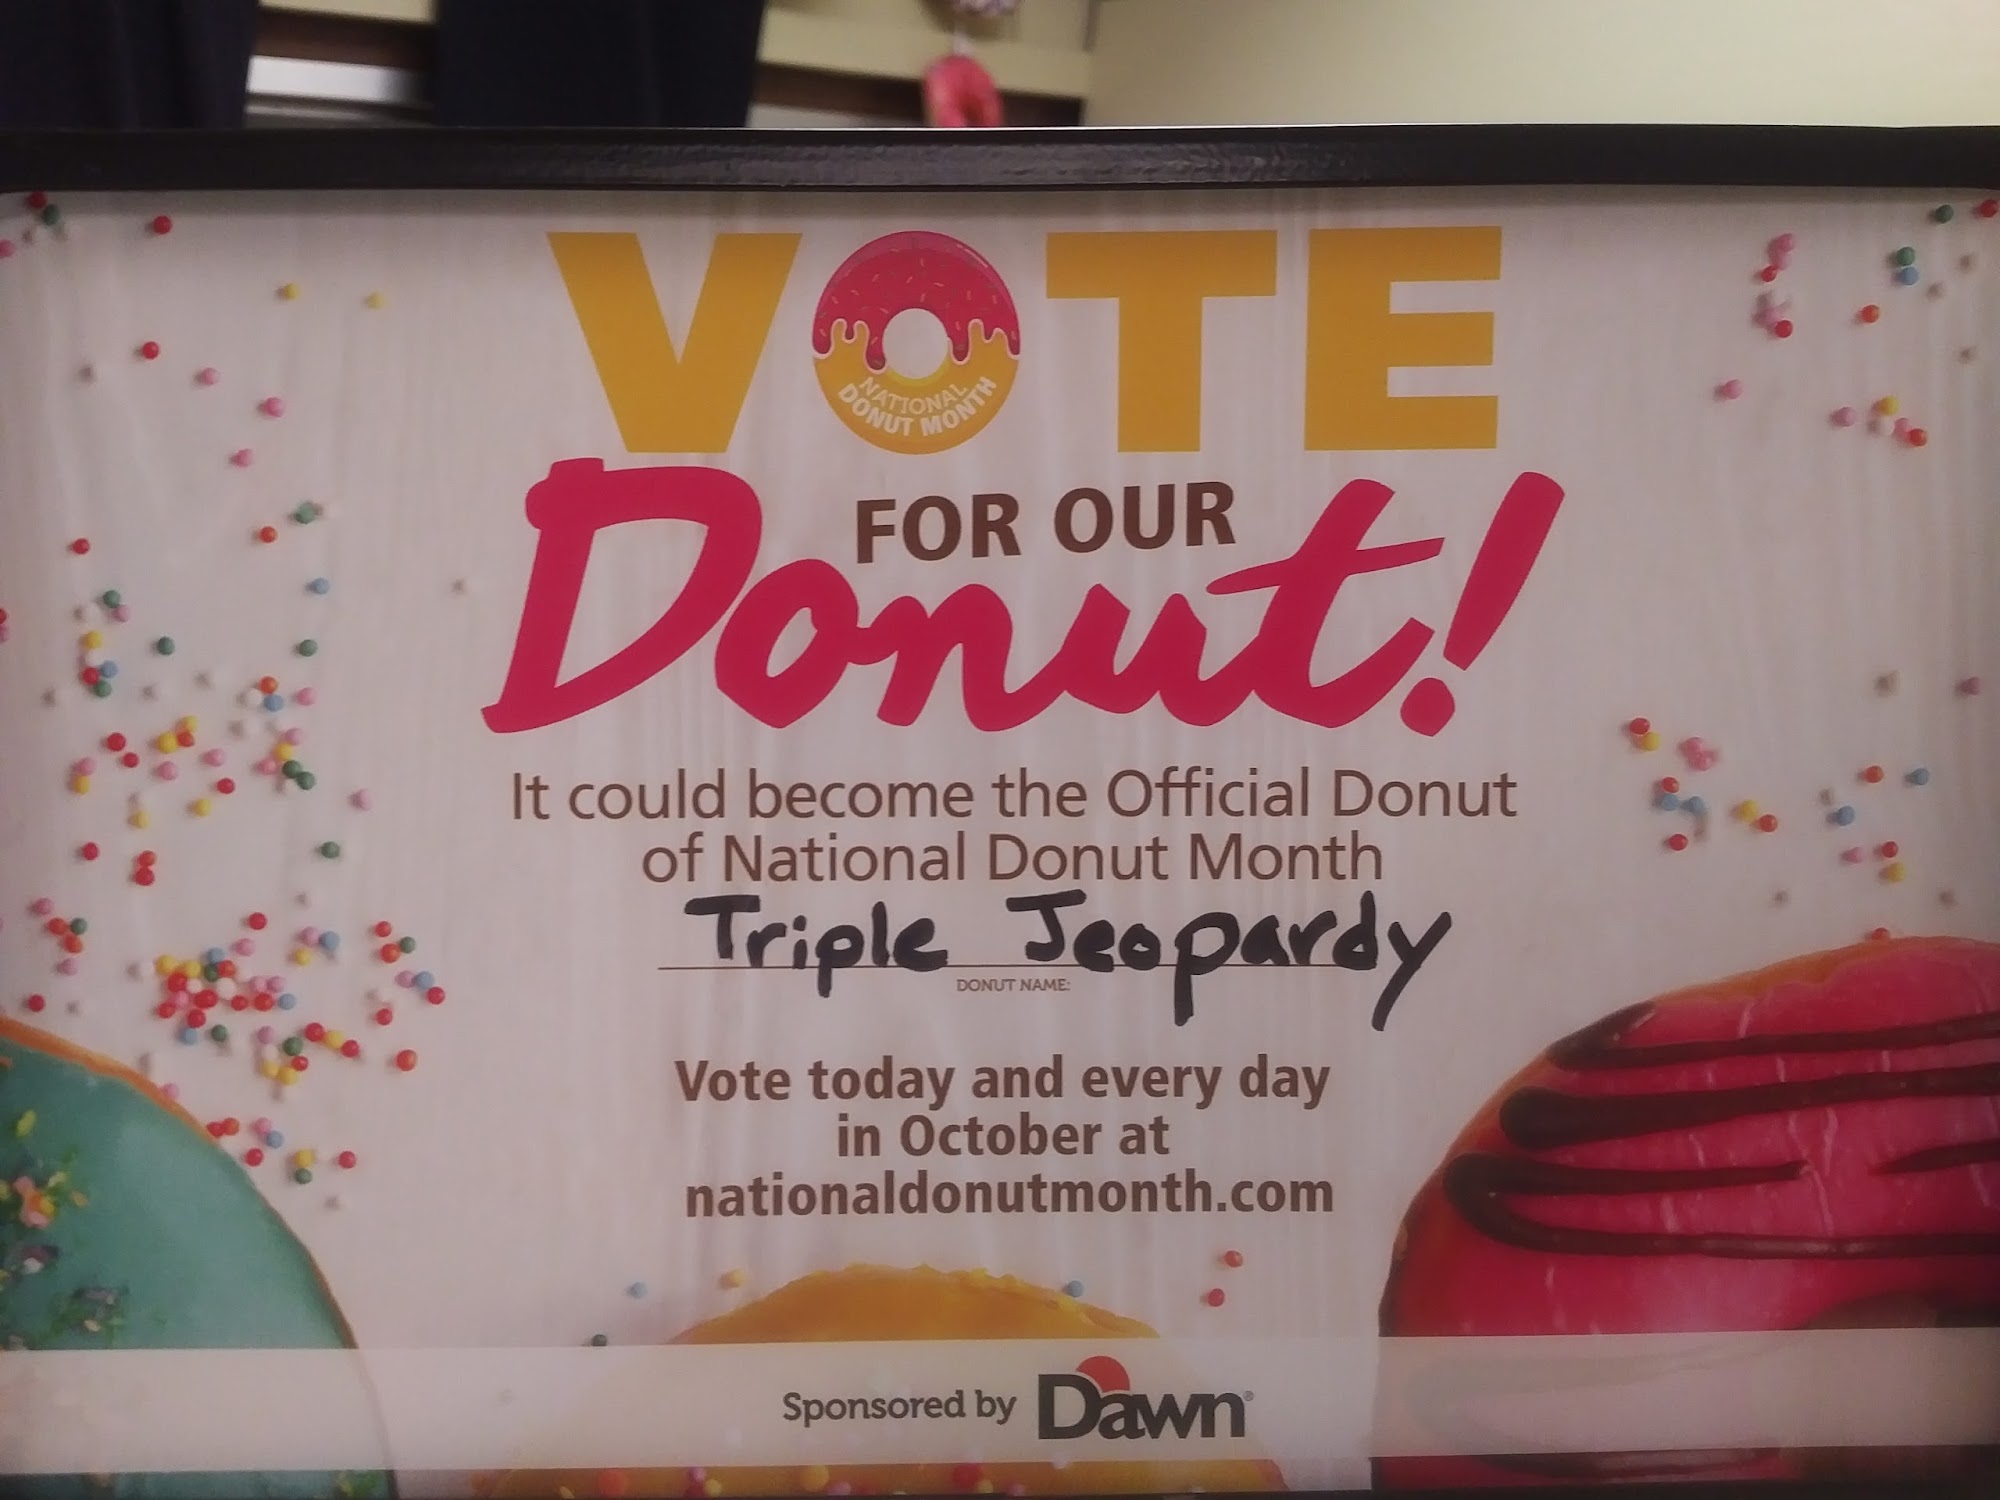 VOTE
NATIONAL
DONUT MONTH
FOR OUR
Donut!
It could become the Official Donut
of National Donut Month
Triple Jeopardy
DONUT NAME:
Vote today and every day
in October at
nationaldonutmonth.com
Sponsored by Dawn®